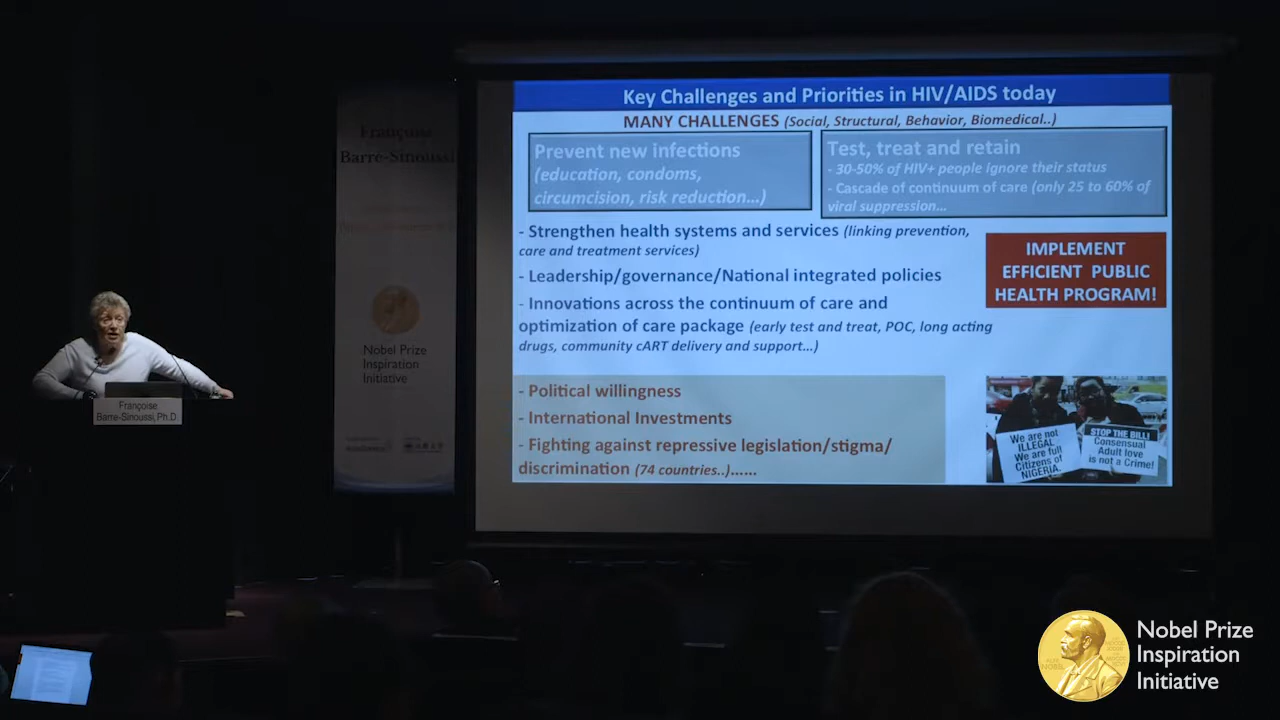 Key Challenges and Priorities in HIV/AIDS today
MANY CHALLENGES (Social, Structural, Behavior, Biomedical..)
Prevent new infections
(education, condoms,
circumcision, risk reduction...)
Test, treat and retain
- 30-50% of HIV+ people ignore their status
- Cascade of continuum of care (only 25 to 60% of
viral suppression...
- Strengthen health systems and services (linking prevention,
care and treatment services)
- Leadership/governance/National integrated policies
- Innovations across the continuum of care and
optimization of care package (early test and treat, POC, long acting
drugs, community cART delivery and support...)
IMPLEMENT
EFFICIENT PUBLIC
HEALTH PROGRAM!
- Political willingness
- International Investments
- Fighting against repressive legislation/stigma/
discrimination (74 countries..)......
We are not
ILLEGAL.
We are full
Citizens of
NIGERIA.
STOP THE BILL!
Consensual
Adult love
is not a Crime!
Françoise
Barré-Sinoussi
Nobel Prize
Inspiration
Initiative
Françoise
Barre-Sinoussi, Ph.D.
Nobel Prize
Inspiration
Initiative